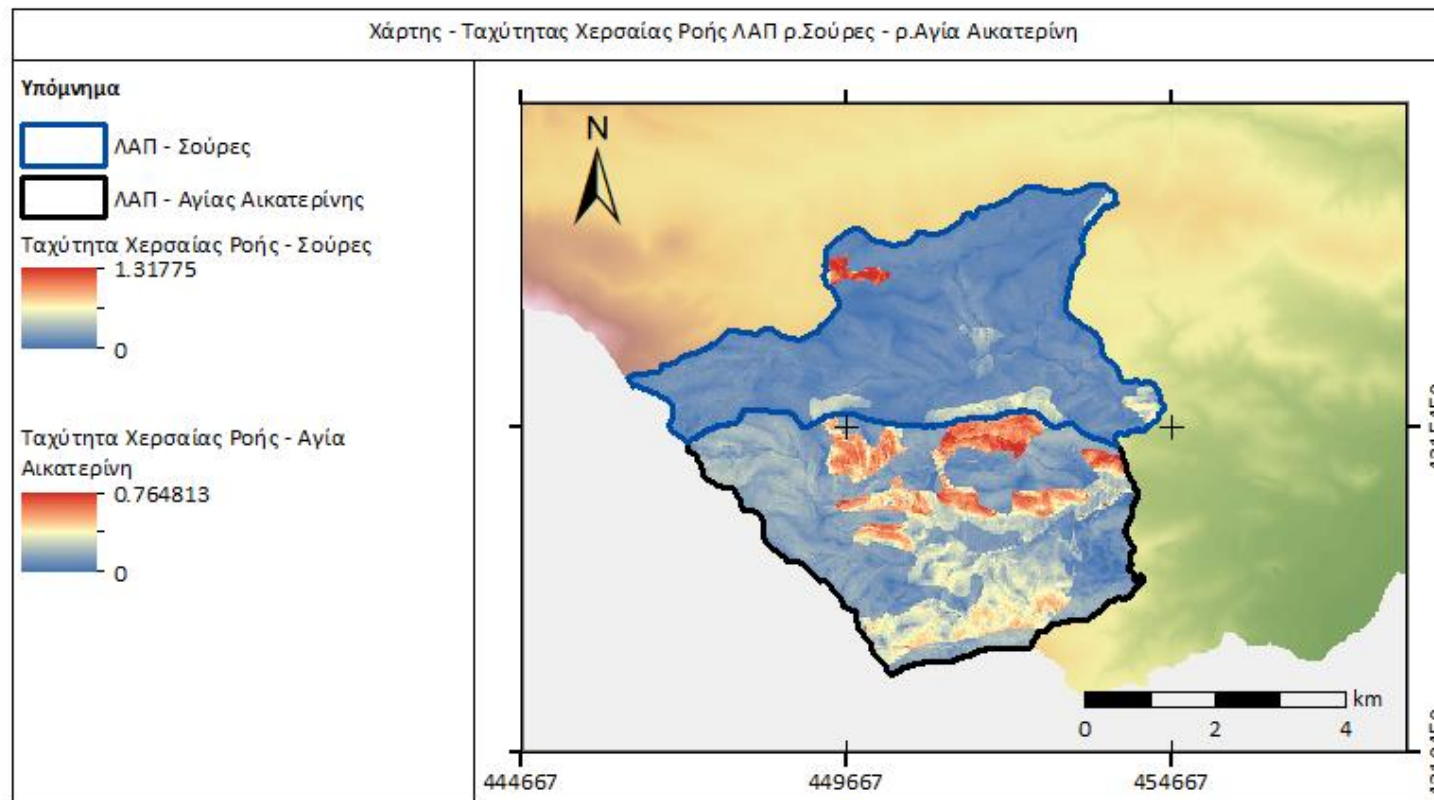 Χάρτης - Ταχύτητας Χερσαίας Ροής ΛΑΠ ρ.Σούρες - ρ.Αγία Αικατερίνη
Υπόμνημα
ΛΑΠ - Σούρες
ΛΑΠ - Αγίας Αικατερίνης
Ταχύτητα Χερσαίας Ροής - Σούρες
1.31775
0
Ταχύτητα Χερσαίας Ροής - Αγία
Αικατερίνη
0.764813
0
N
km
0 2 4
444667 449667 454667